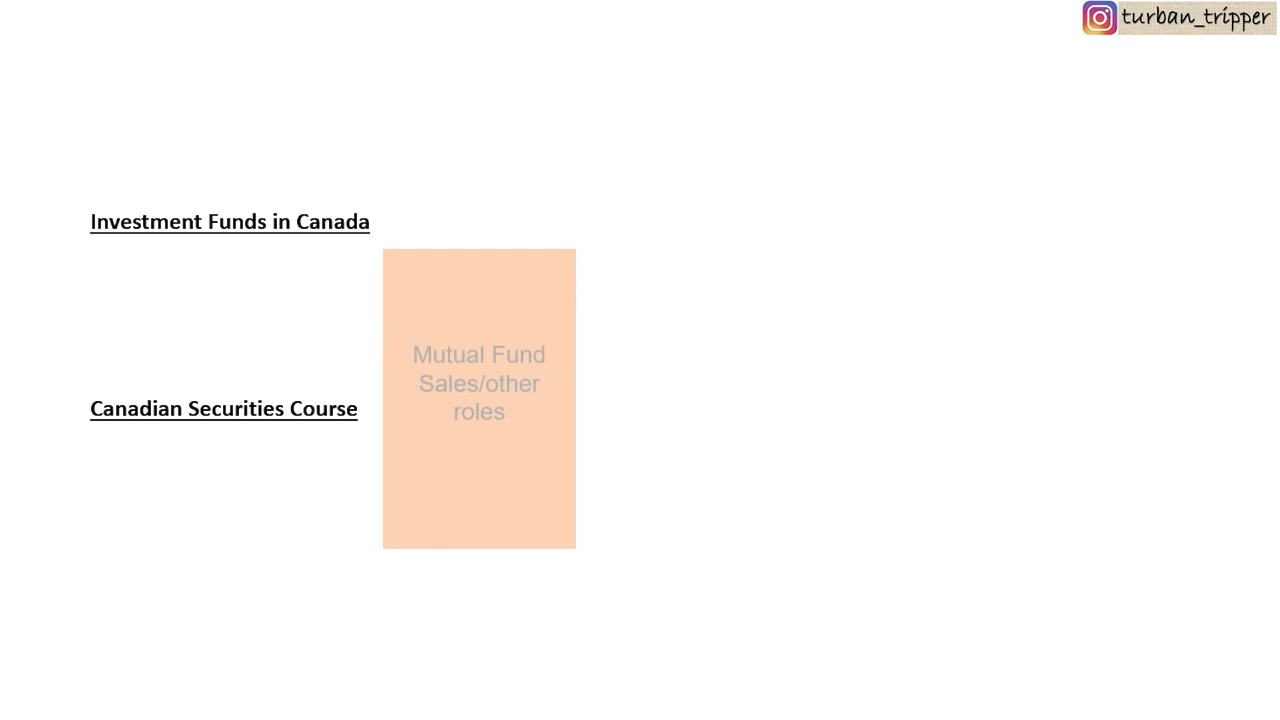 turban_tripper
Investment Funds in Canada
Mutual Fund
Sales/other
roles
Canadian Securities Course